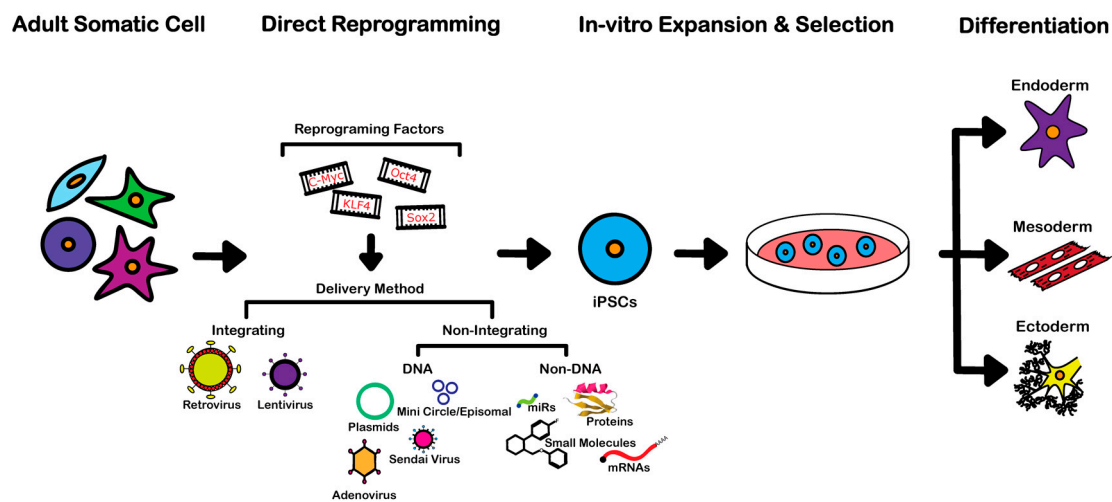 Adult Somatic Cell
Direct Reprogramming
In-vitro Expansion & Selection
Differentiation
Reprograming Factors
C-Myc
Oct4
KLF4
Sox2
Delivery Method
Integrating
Non-Integrating
Retrovirus
Lentivirus
DNA
Non-DNA
Plasmids
Mini Circle/Episomal
miRs
Proteins
Adenovirus
Sendai Virus
F
Small Molecules
O
AAAA
mRNAs
iPSCs
Endoderm
Mesoderm
Ectoderm